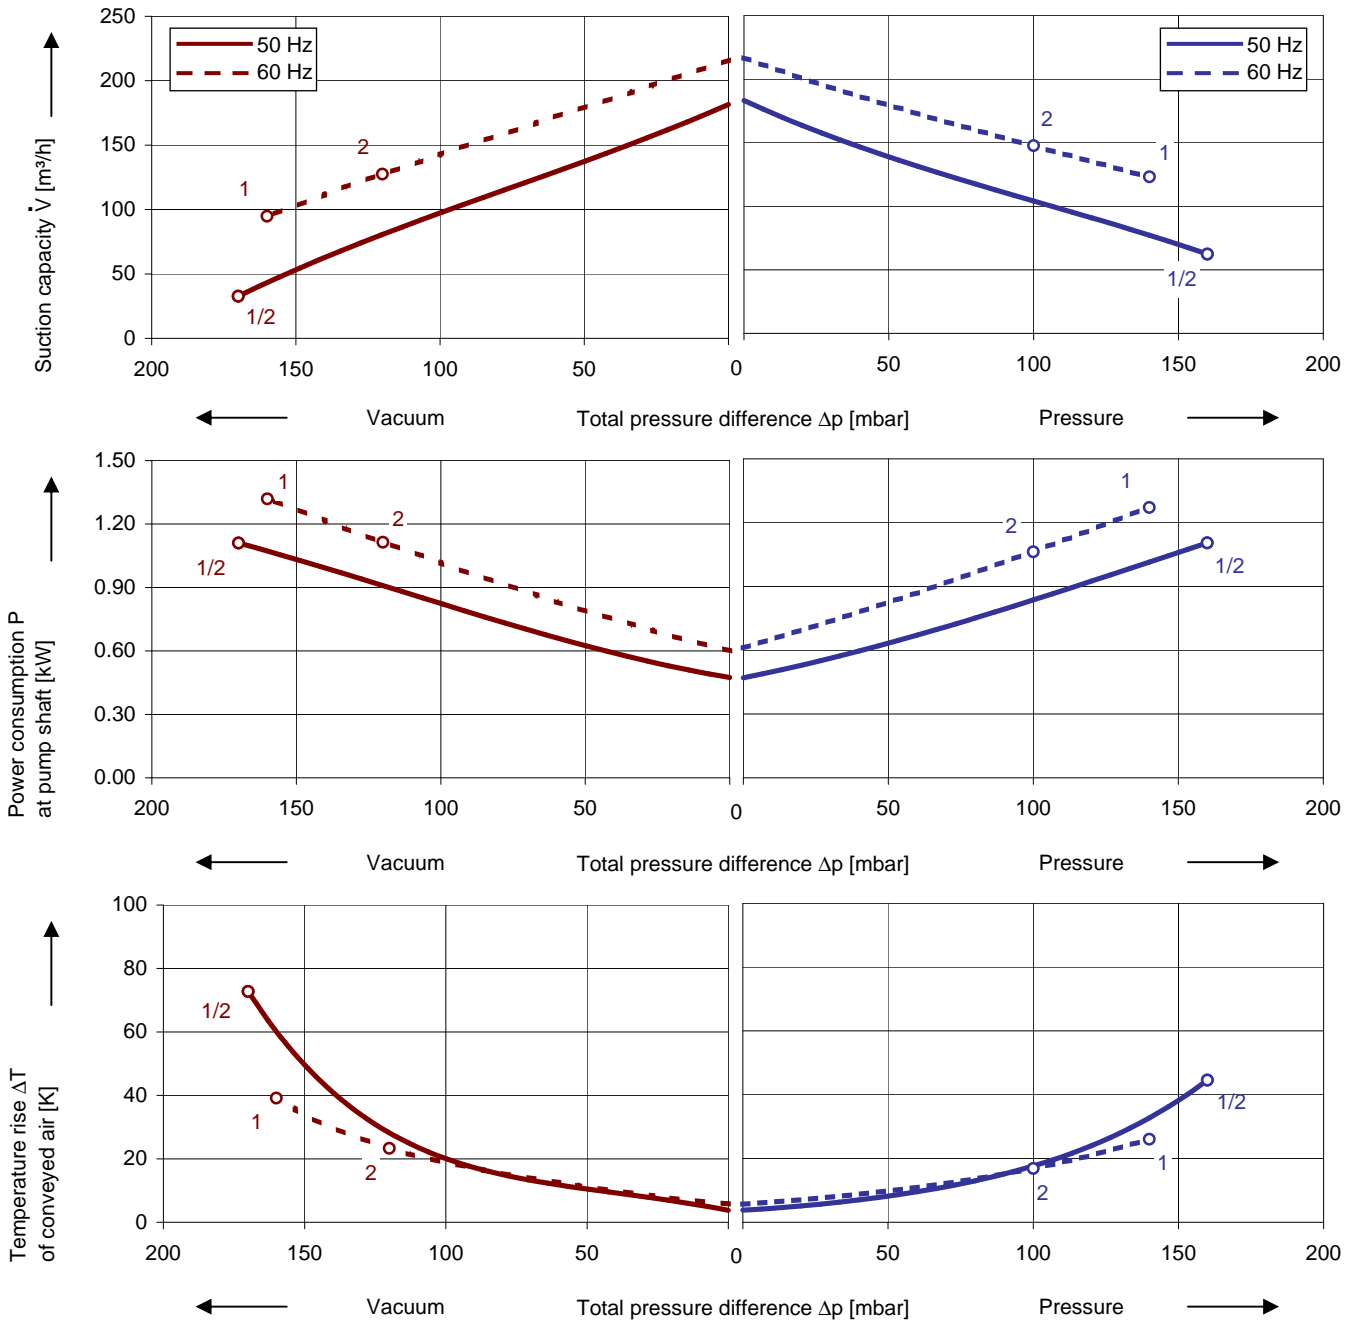 250
200
150
100
50
0
Suction capacity V̇ [m³/h]
50 Hz
60 Hz
50 Hz
60 Hz
1
2
1/2
2
1
1/2
200 150 100 50 0 50 100 150 200
Vacuum Total pressure difference Δp [mbar] Pressure
1.50
1.20
0.90
0.60
0.30
0.00
Power consumption P
at pump shaft [kW]
1
2
1/2
1
2
1/2
200 150 100 50 0 50 100 150 200
Vacuum Total pressure difference Δp [mbar] Pressure
100
80
60
40
20
0
Temperature rise ΔT
of conveyed air [K]
1/2
1
2
1/2
1
2
200 150 100 50 0 50 100 150 200
Vacuum Total pressure difference Δp [mbar] Pressure